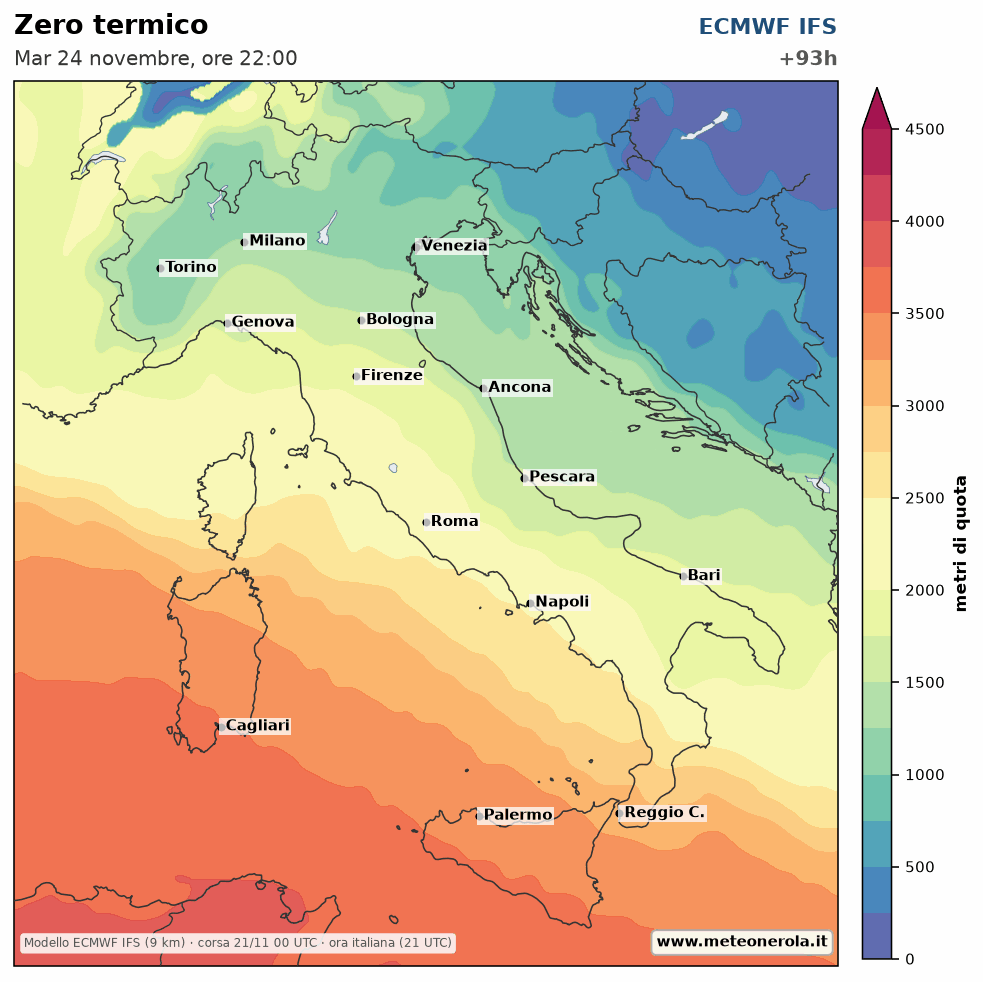 Zero termico
ECMWF IFS
Mar 24 novembre, ore 22:00
+93h
Milano
Venezia
Torino
Genova
Bologna
Firenze
Ancona
Pescara
Roma
Bari
Napoli
Cagliari
Palermo
Reggio C.
4500
4000
3500
3000
2500
2000
1500
1000
500
0
metri di quota
Modello ECMWF IFS (9 km) · corsa 21/11 00 UTC · ora italiana (21 UTC)
www.meteonerola.it